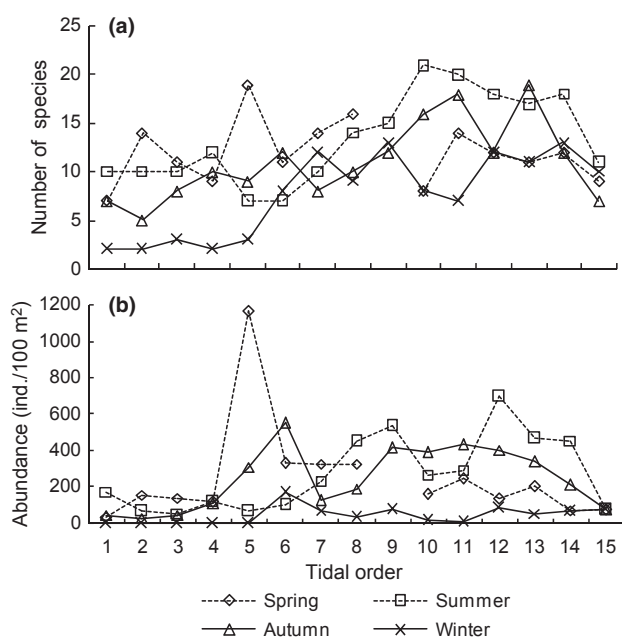 (a)
Number of species
25
20
15
10
5
0
(b)
Abundance (ind./100 m²)
1200
1000
800
600
400
200
0
1 2 3 4 5 6 7 8 9 10 11 12 13 14 15
Tidal order
Spring Summer
Autumn Winter